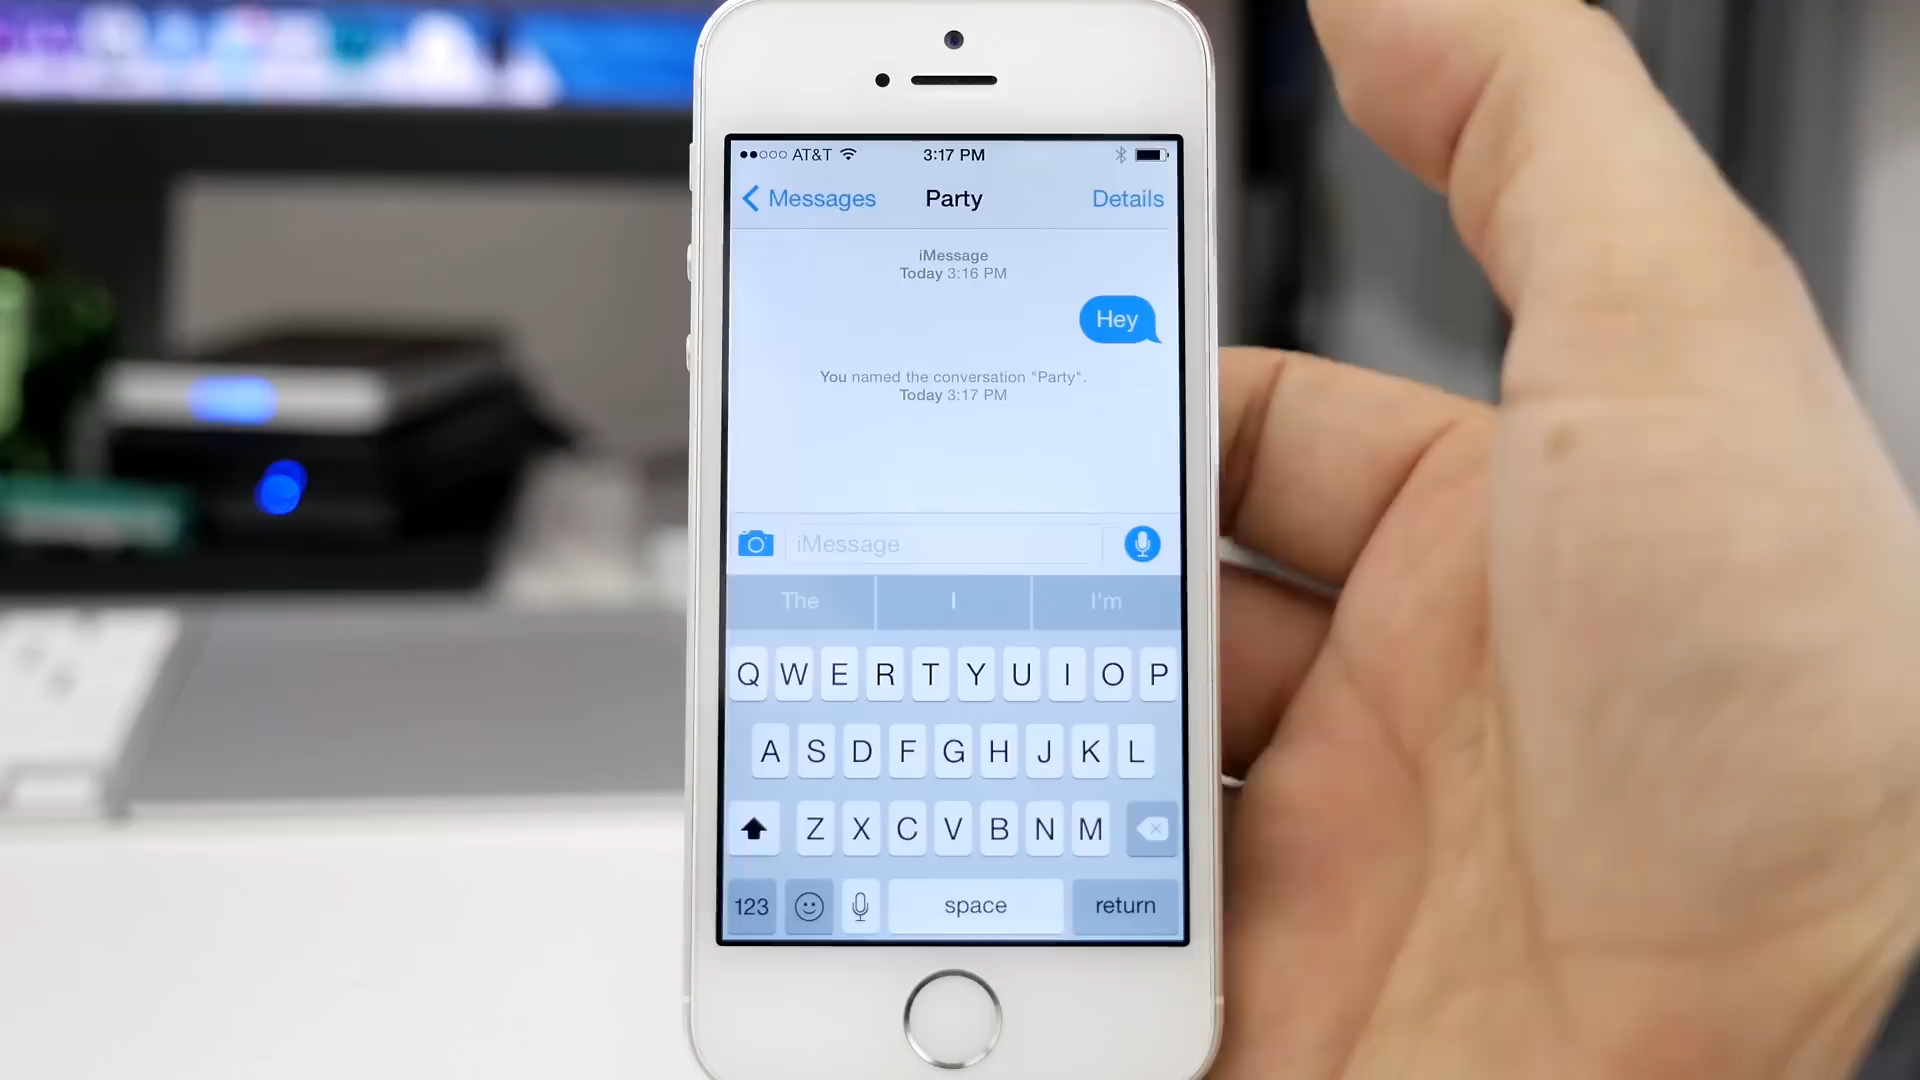 AT&T 3:17 PM
Messages Party Details
iMessage
Today 3:16 PM
Hey
You named the conversation "Party".
Today 3:17 PM
iMessage
The I I'm
Q W E R T Y U I O P
A S D F G H J K L
Z X C V B N M
123 space return